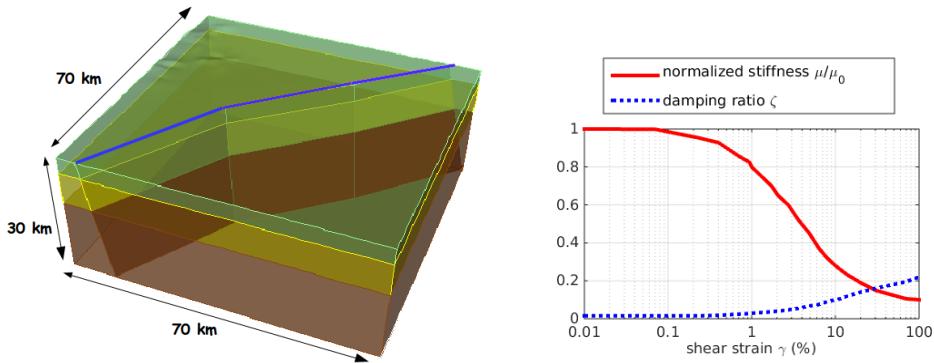 70 km
30 km
70 km
normalized stiffness μ/μ₀
damping ratio ζ
1
0.8
0.6
0.4
0.2
0
0.01 0.1 1 10 100
shear strain γ (%)